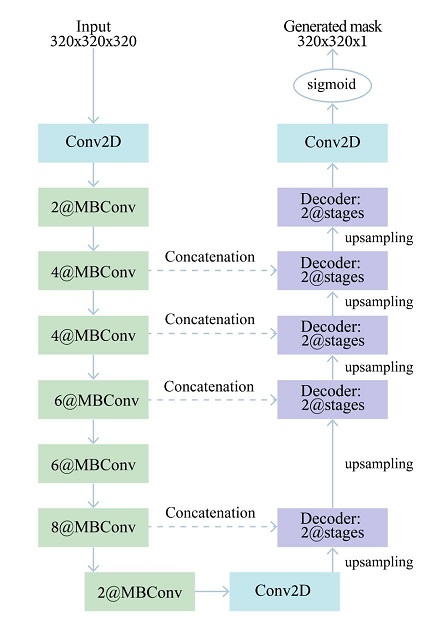 Input
320x320x320
Conv2D
2@MBConv
4@MBConv
4@MBConv
6@MBConv
6@MBConv
8@MBConv
2@MBConv
Conv2D
Concatenation
Concatenation
Concatenation
Concatenation
Generated mask
320x320x1
sigmoid
Conv2D
Decoder:
2@stages
upsampling
Decoder:
2@stages
upsampling
Decoder:
2@stages
upsampling
Decoder:
2@stages
upsampling
Decoder:
2@stages
upsampling